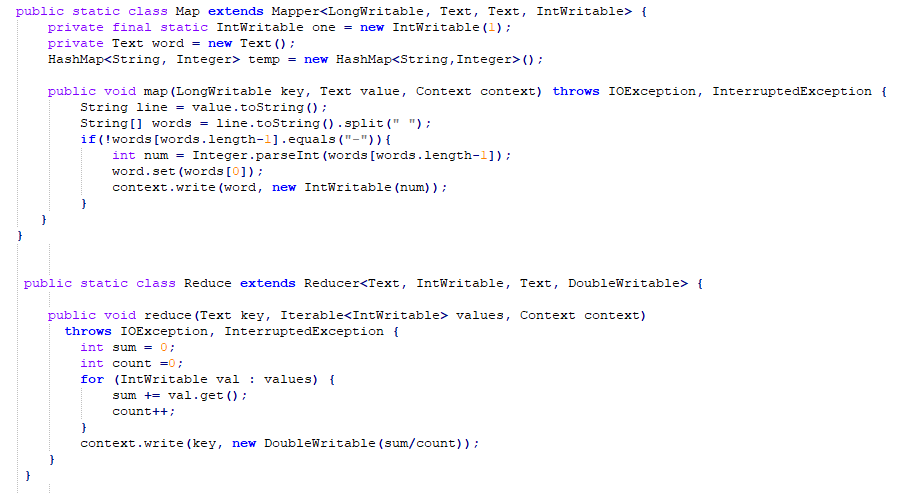 public static class Map extends Mapper<LongWritable, Text, Text, IntWritable> {
    private final static IntWritable one = new IntWritable(1);
    private Text word = new Text();
    HashMap<String, Integer> temp = new HashMap<String,Integer>();
    public void map(LongWritable key, Text value, Context context) throws IOException, InterruptedException {
        String line = value.toString();
        String[] words = line.toString().split(" ");
        if(!words[words.length-1].equals("-")){
            int num = Integer.parseInt(words[words.length-1]);
            word.set(words[0]);
            context.write(word, new IntWritable(num));
        }
    }
}
 public static class Reduce extends Reducer<Text, IntWritable, Text, DoubleWritable> {
    public void reduce(Text key, Iterable<IntWritable> values, Context context)
      throws IOException, InterruptedException {
        int sum = 0;
        int count =0;
        for (IntWritable val : values) {
            sum += val.get();
            count++;
        }
        context.write(key, new DoubleWritable(sum/count));
    }
 }